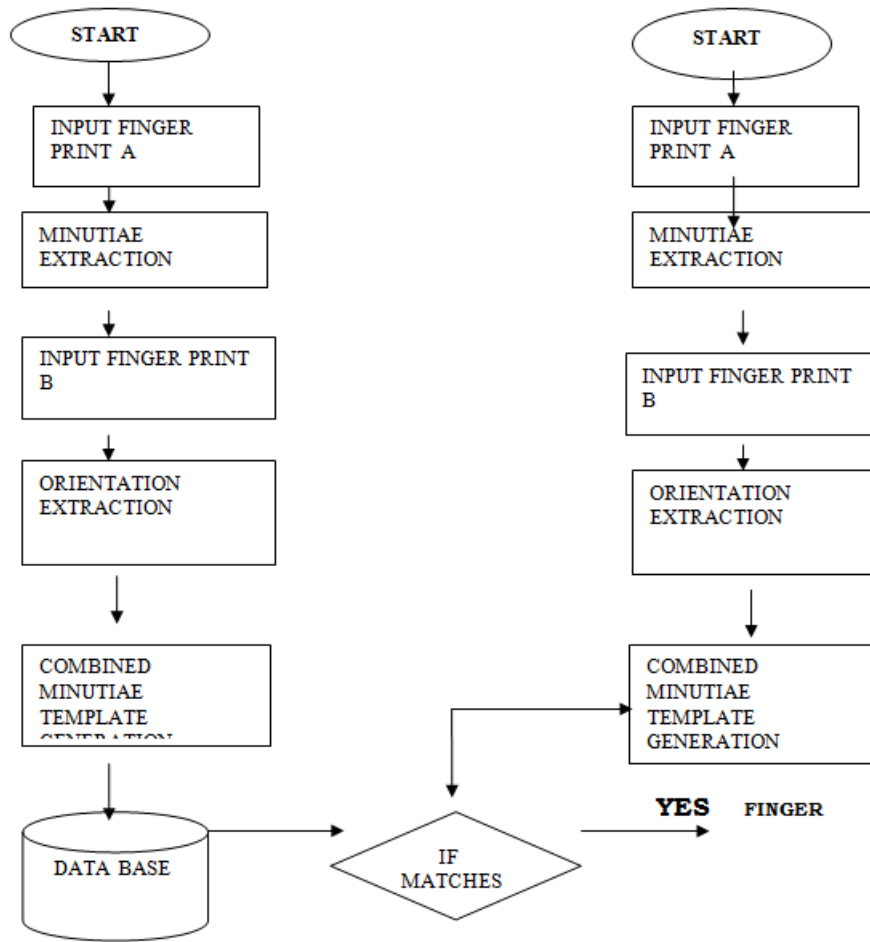 START
INPUT FINGER
PRINT A
MINUTIAE
EXTRACTION
INPUT FINGER PRINT
B
ORIENTATION
EXTRACTION
COMBINED
MINUTIAE
TEMPLATE
GENERATION
DATA BASE
START
INPUT FINGER
PRINT A
MINUTIAE
EXTRACTION
INPUT FINGER PRINT
B
ORIENTATION
EXTRACTION
COMBINED
MINUTIAE
TEMPLATE
GENERATION
IF
MATCHES
YES FINGER